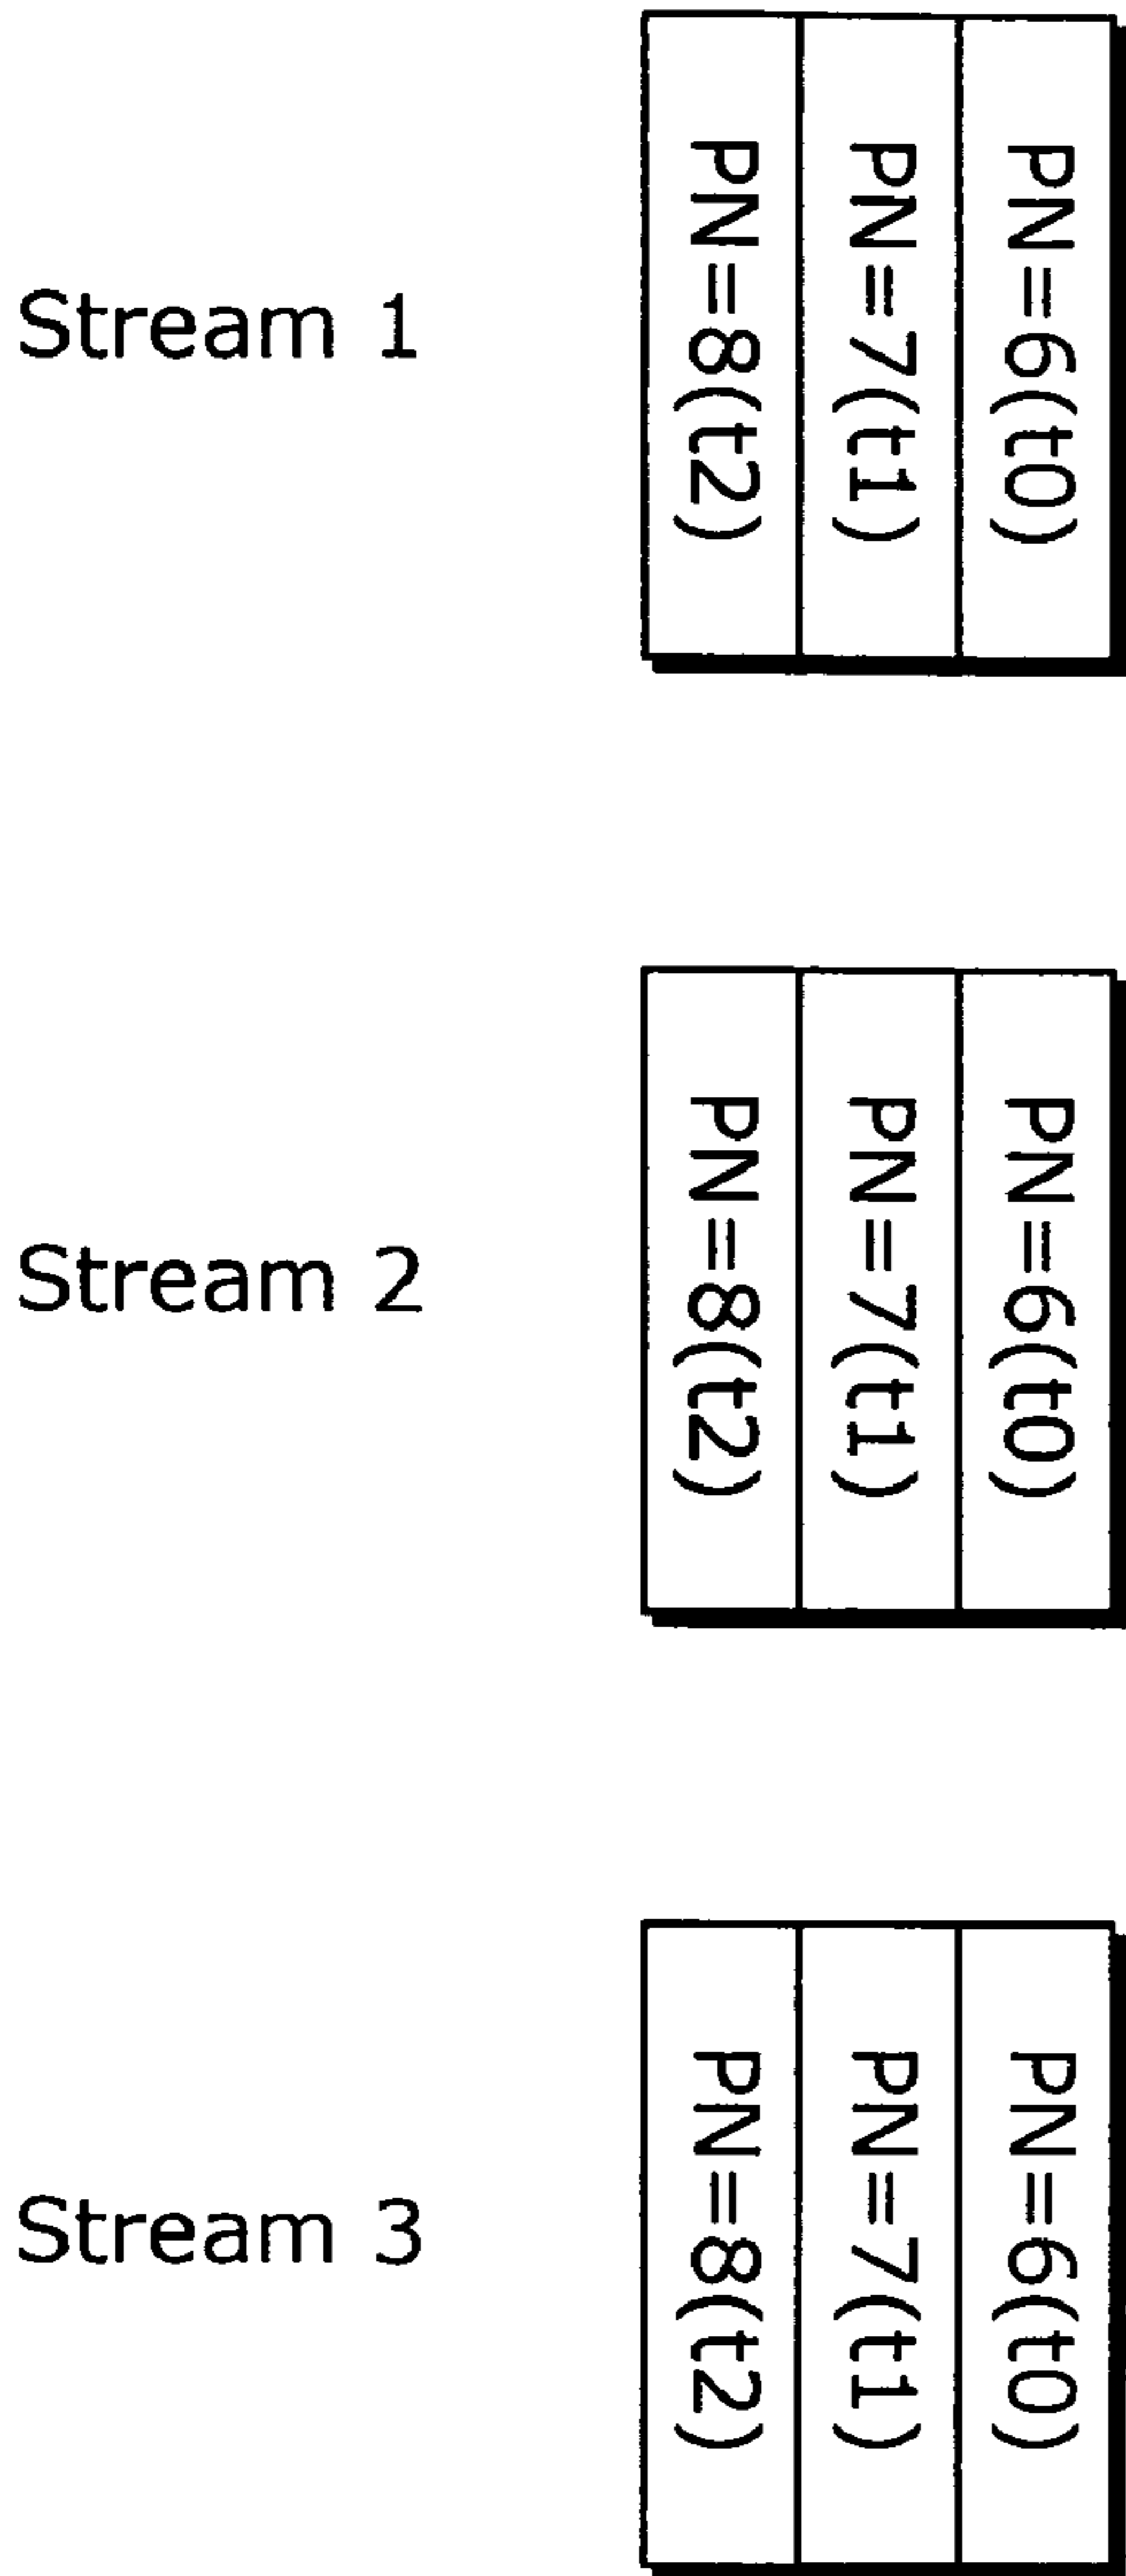 Stream 1
PN=8(t2)
PN=7(t1)
PN=6(t0)
Stream 2
PN=8(t2)
PN=7(t1)
PN=6(t0)
Stream 3
PN=8(t2)
PN=7(t1)
PN=6(t0)